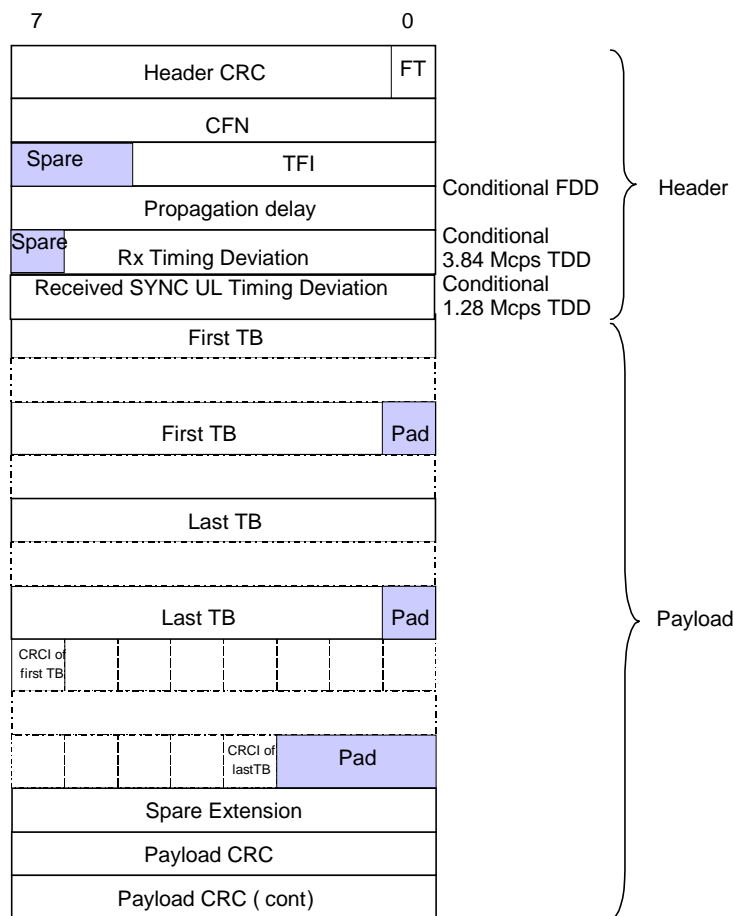 7 0
Header CRC FT
CFN
Spare TFI
Conditional FDD
Header
Propagation delay
Spare Rx Timing Deviation
Conditional
3.84 Mcps TDD
Received SYNC UL Timing Deviation
Conditional
1.28 Mcps TDD
First TB
First TB Pad
Last TB
Last TB Pad
Payload
CRCI of
first TB
CRCI of
lastTB
Pad
Spare Extension
Payload CRC
Payload CRC ( cont)